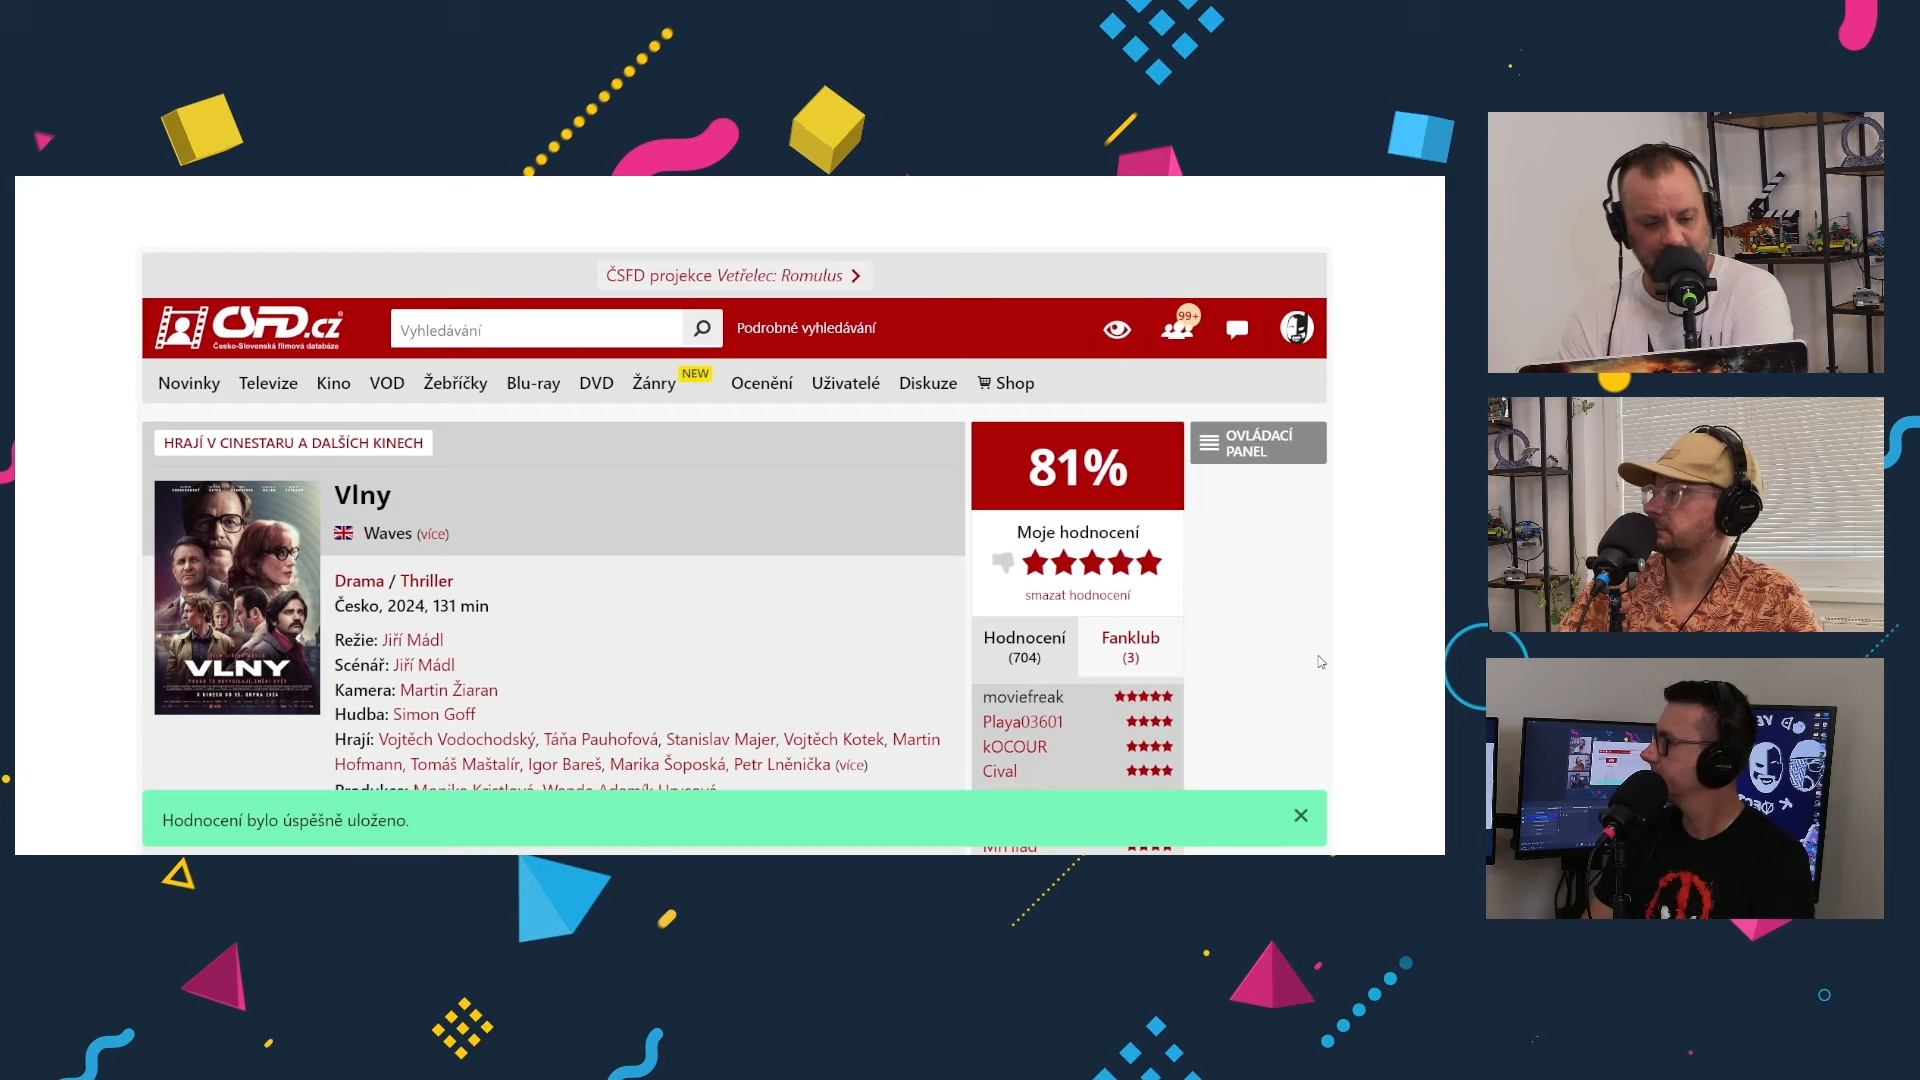 ČSFD projekce Vetřelec: Romulus
ČSFD.cz
Česko-Slovenská filmová databáze
Vyhledávání
Podrobné vyhledávání
99+
Novinky Televize Kino VOD Žebříčky Blu-ray DVD Žánry NEW Ocenění Uživatelé Diskuze Shop
HRAJÍ V CINESTARU A DALŠÍCH KINECH
Vlny
Waves (více)
Drama / Thriller
Česko, 2024, 131 min
Režie: Jiří Mádl
Scénář: Jiří Mádl
Kamera: Martin Žiaran
Hudba: Simon Goff
Hrají: Vojtěch Vodochodský, Táňa Pauhofová, Stanislav Majer, Vojtěch Kotek, Martin
Hofmann, Tomáš Maštalír, Igor Bareš, Marika Šoposká, Petr Lněnička (více)
VLNY
81%
Moje hodnocení
smazat hodnocení
Hodnocení
(704)
Fanklub
(3)
moviefreak
Playa03601
kOCOUR
Cival
OVLÁDACÍ
PANEL
Hodnocení bylo úspěšně uloženo.